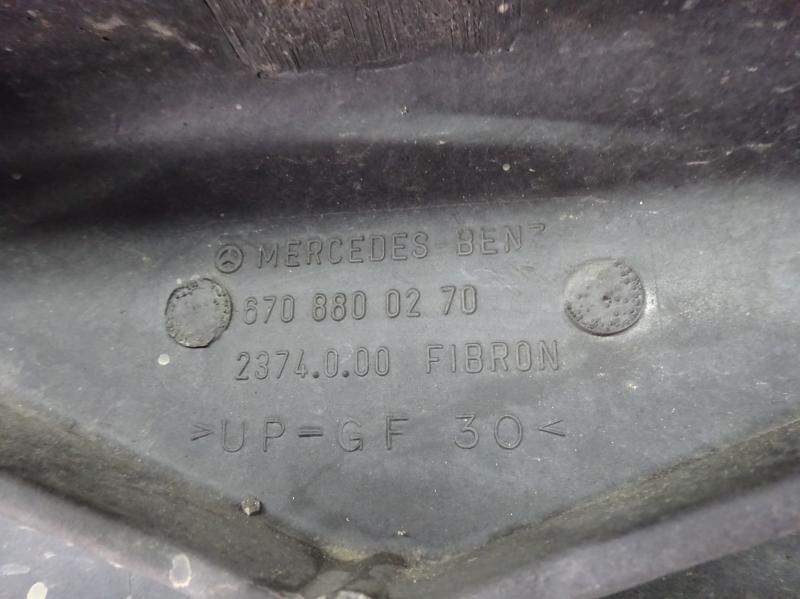 MERCEDES-BENZ
670 880 02 70
2374.0.00 FIBRON
>UP-GF 30<